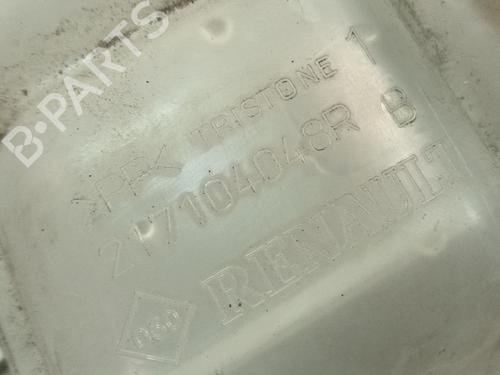 B-PARTS
>PP< TRISTONE 1
217104048R B
RENAULT